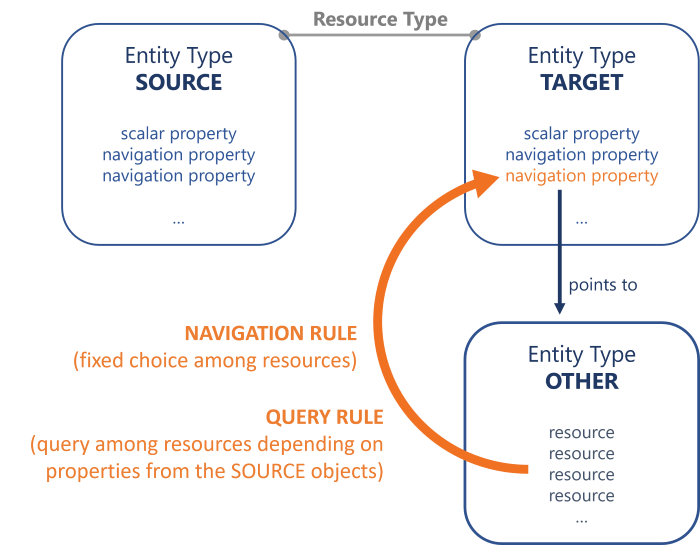 Resource Type
Entity Type
SOURCE
scalar property
navigation property
navigation property
...
Entity Type
TARGET
scalar property
navigation property
navigation property
...
points to
NAVIGATION RULE
(fixed choice among resources)
QUERY RULE
(query among resources depending on
properties from the SOURCE objects)
Entity Type
OTHER
resource
resource
resource
resource
...